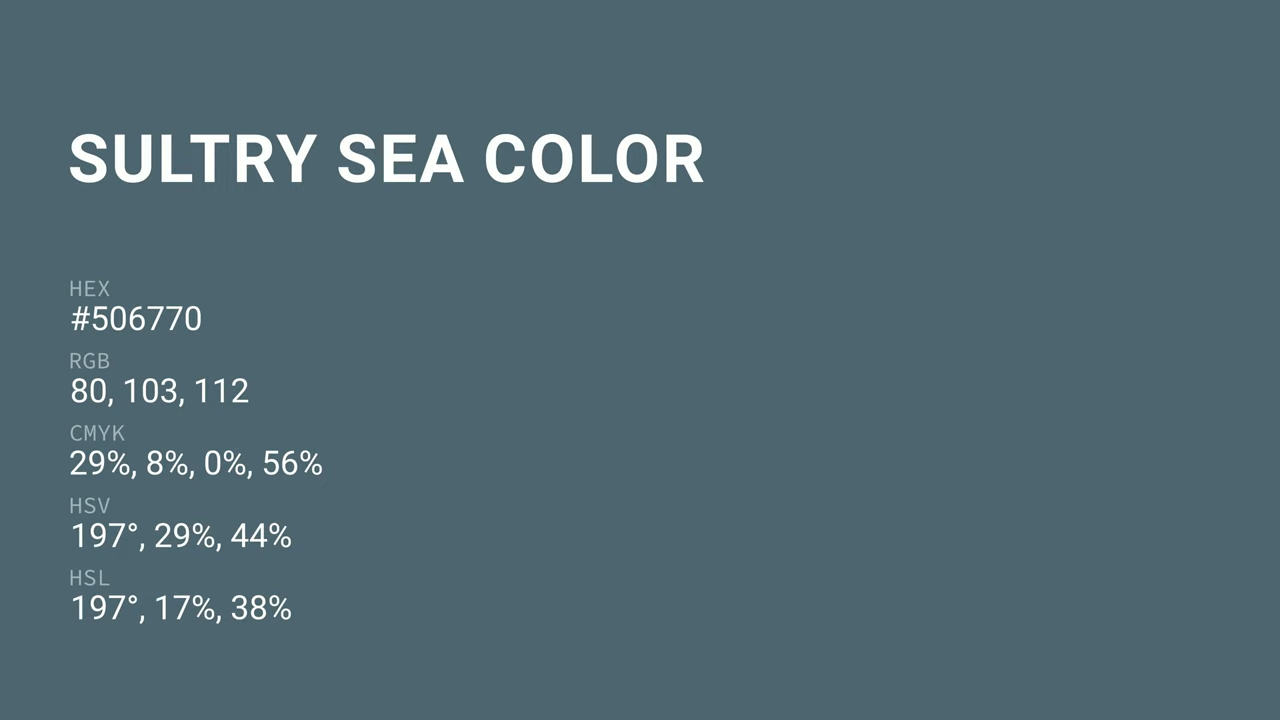 SULTRY SEA COLOR
HEX
#506770
RGB
80, 103, 112
CMYK
29%, 8%, 0%, 56%
HSV
197°, 29%, 44%
HSL
197°, 17%, 38%